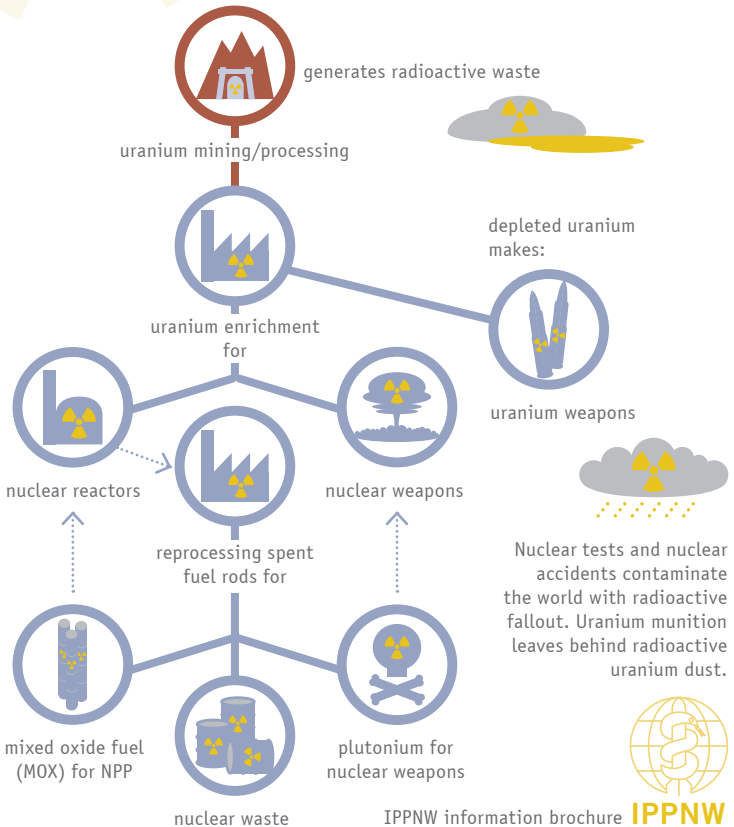 generates radioactive waste
uranium mining/processing
depleted uranium
makes:
uranium enrichment
for
uranium weapons
nuclear reactors
nuclear weapons
reprocessing spent
fuel rods for
Nuclear tests and nuclear
accidents contaminate
the world with radioactive
fallout. Uranium munition
leaves behind radioactive
uranium dust.
mixed oxide fuel
(MOX) for NPP
plutonium for
nuclear weapons
nuclear waste
IPPNW information brochure
IPPNW